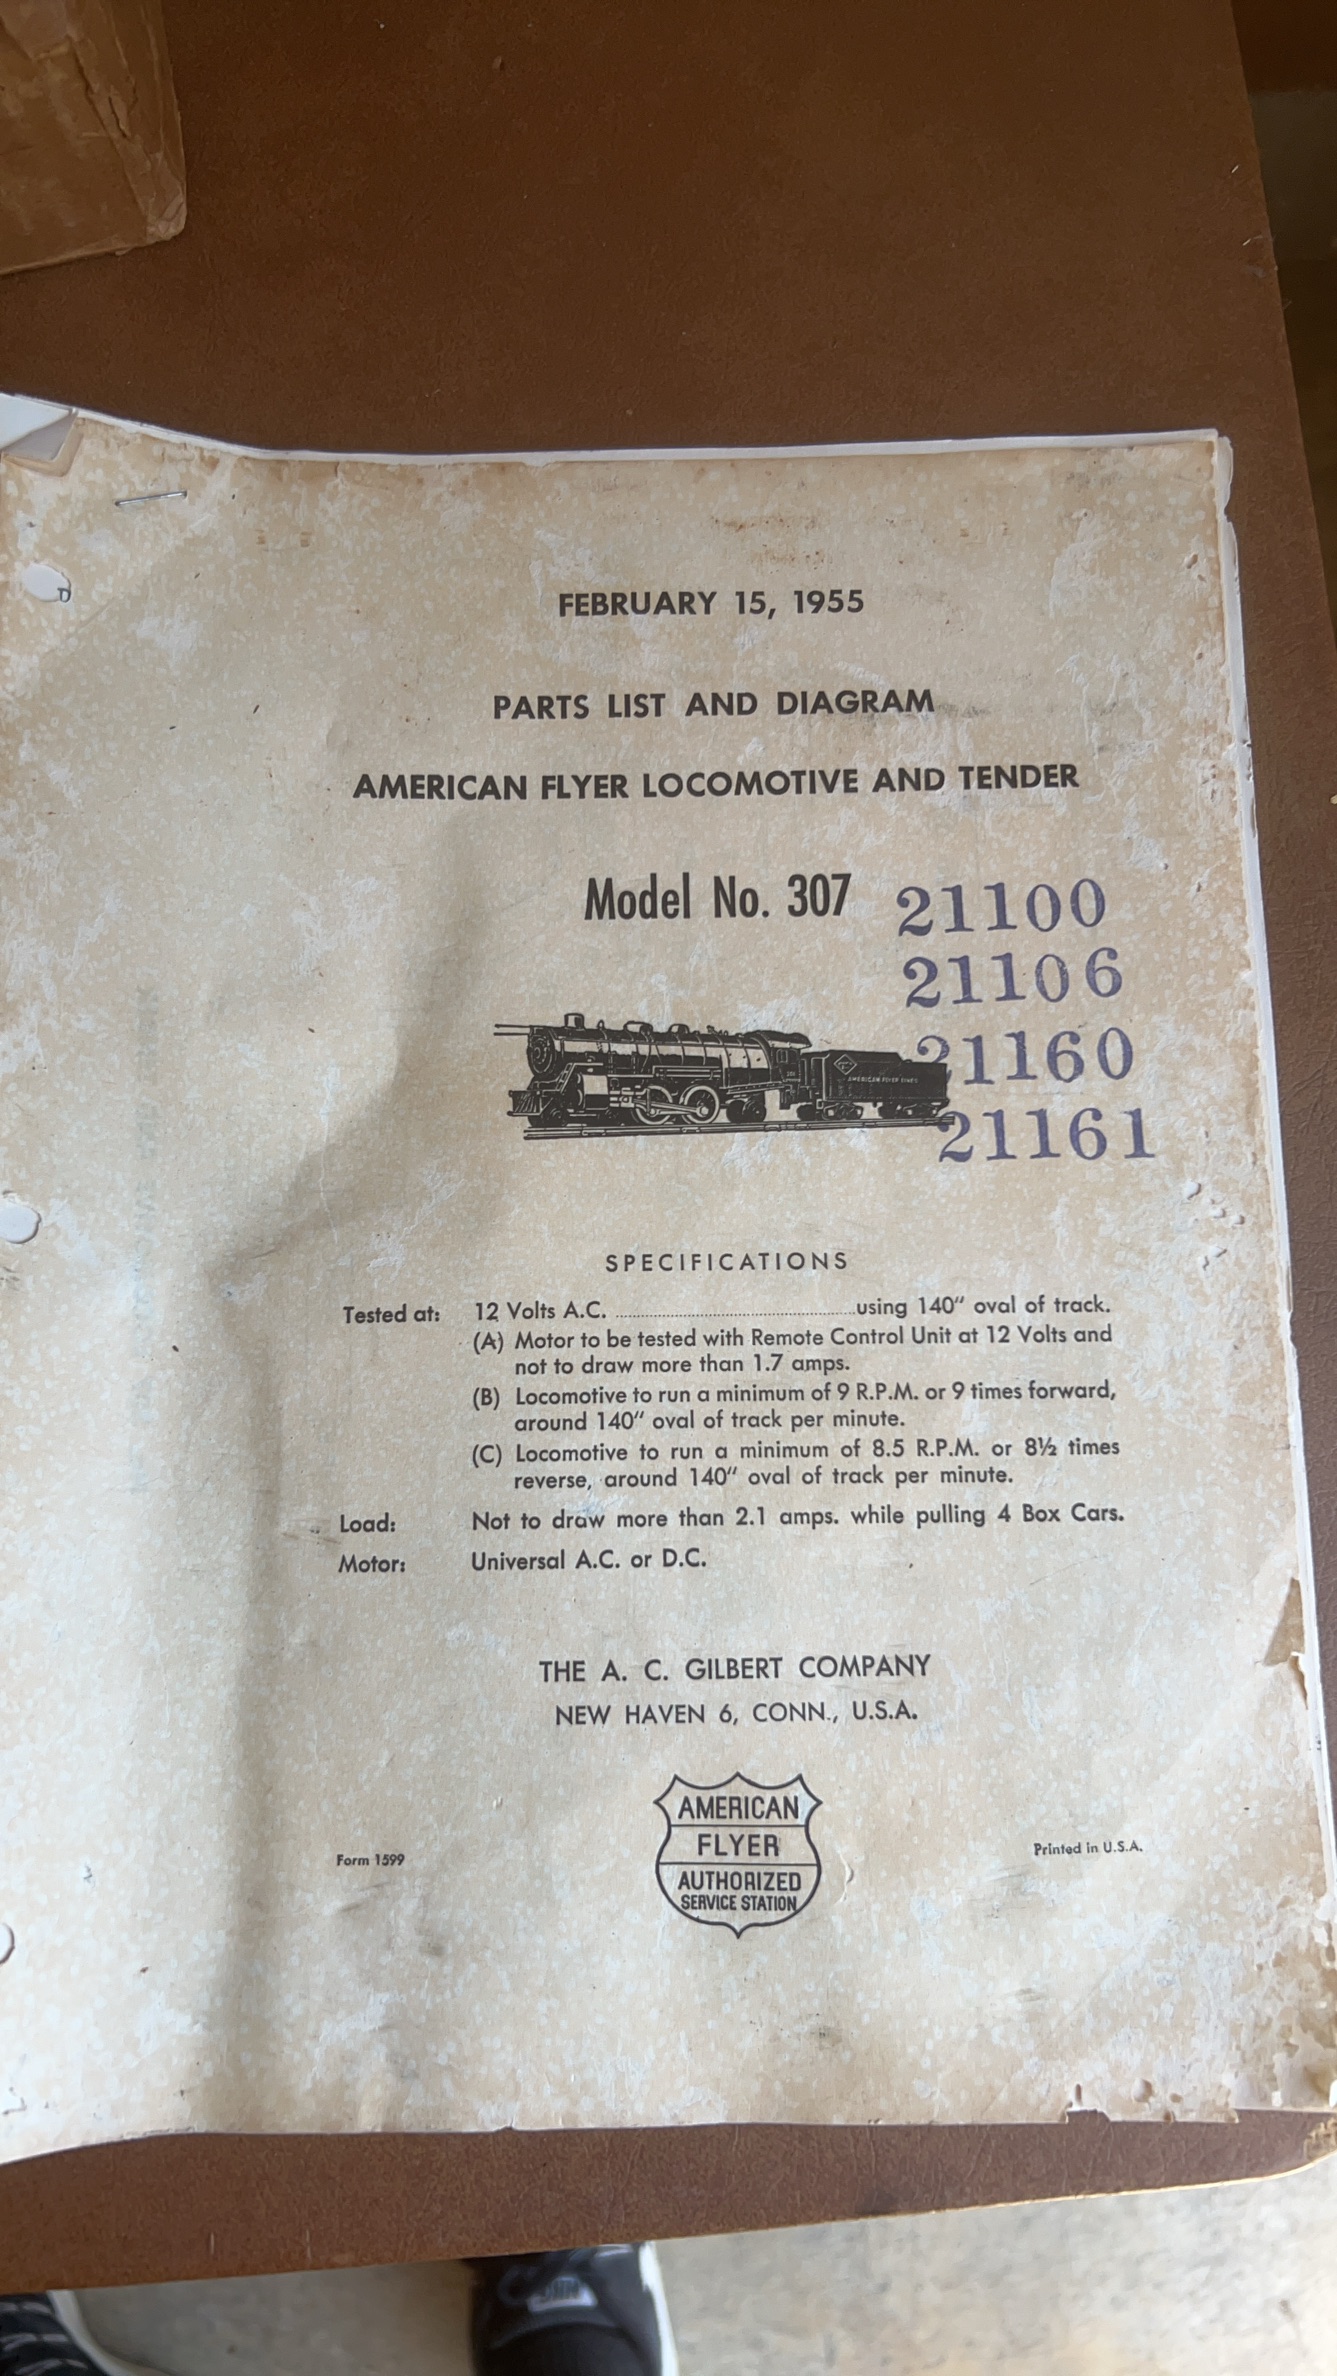 FEBRUARY 15, 1955
PARTS LIST AND DIAGRAM
AMERICAN FLYER LOCOMOTIVE AND TENDER
Model No. 307 21100
21106
21160
21161
AMERICAN FLYER LINES
SPECIFICATIONS
Tested at: 12 Volts A.C. ........................................ using 140" oval of track.
(A) Motor to be tested with Remote Control Unit at 12 Volts and
not to draw more than 1.7 amps.
(B) Locomotive to run a minimum of 9 R.P.M. or 9 times forward,
around 140" oval of track per minute.
(C) Locomotive to run a minimum of 8.5 R.P.M. or 8½ times
reverse, around 140" oval of track per minute.
Load: Not to draw more than 2.1 amps. while pulling 4 Box Cars.
Motor: Universal A.C. or D.C.
THE A. C. GILBERT COMPANY
NEW HAVEN 6, CONN., U.S.A.
AMERICAN
FLYER
AUTHORIZED
SERVICE STATION
Form 1599
Printed in U.S.A.